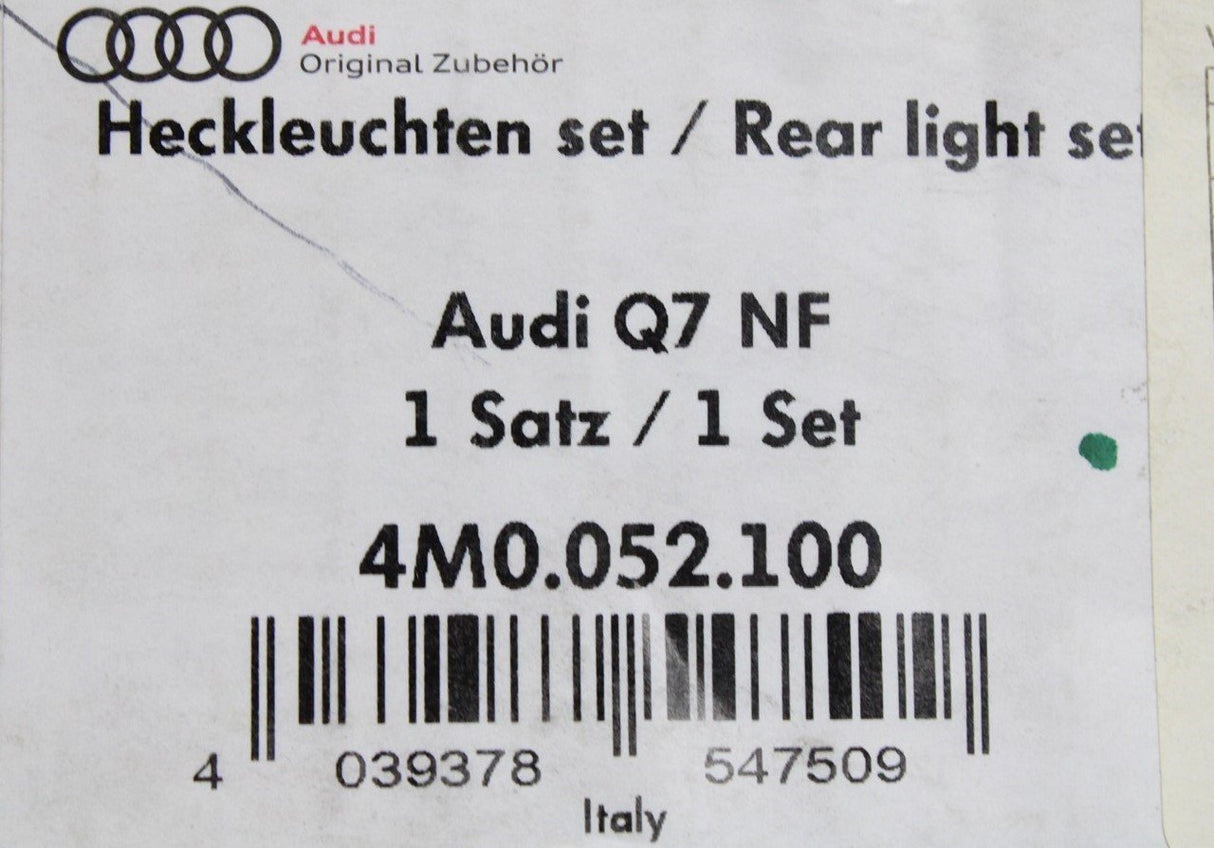 Audi
Original Zubehör
Heckleuchten set / Rear light set
Audi Q7 NF
1 Satz / 1 Set
4M0.052.100
4 039378 547509
Italy